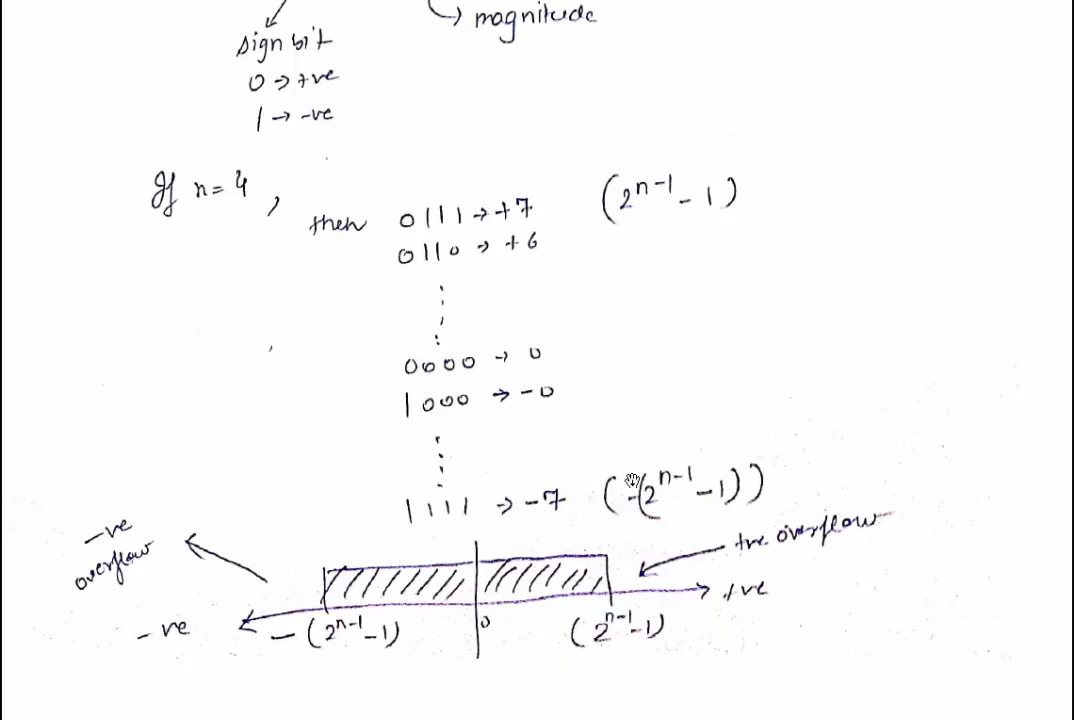 magnitude
sign bit
0 → +ve
1 → -ve
If n = 4,
then 0111 → +7 (2^(n-1) - 1)
0110 → +6
0000 → 0
1000 → -0
1111 → -7 (-(2^(n-1) - 1))
-ve overflow
+ve overflow
+ve
-ve
-(2^(n-1) - 1)
0
(2^(n-1) - 1)